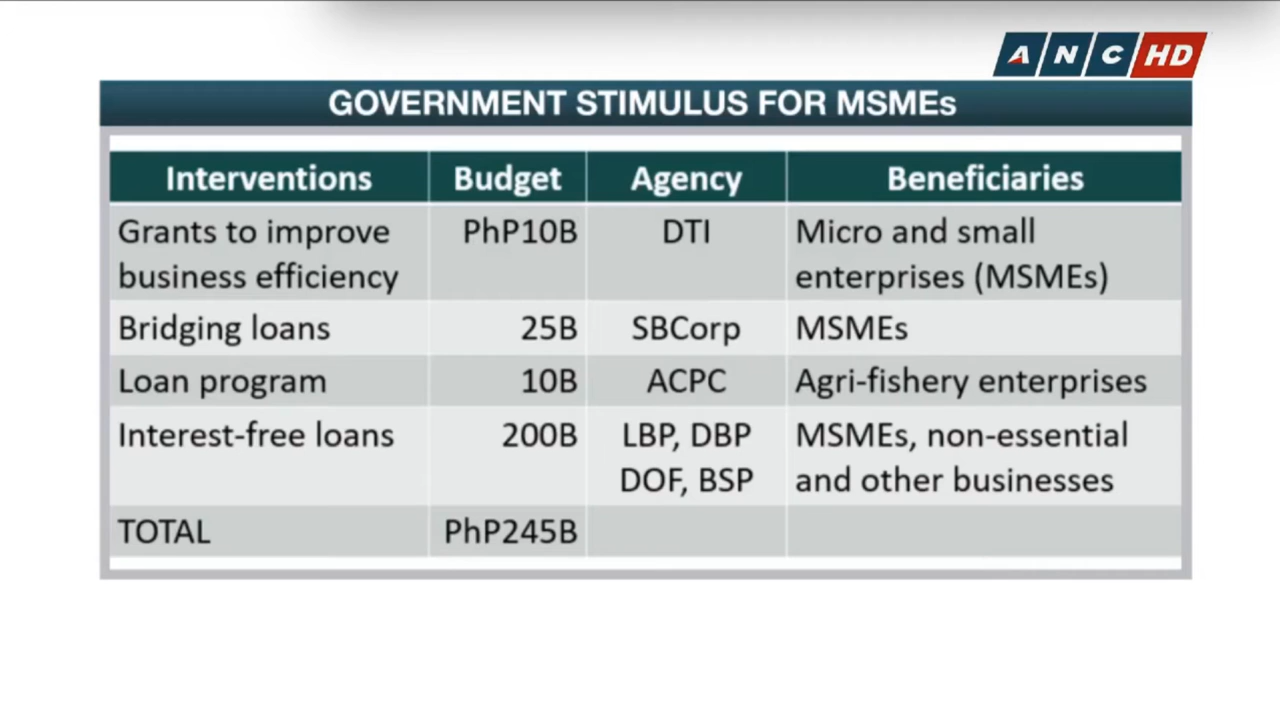 ANC HD
GOVERNMENT STIMULUS FOR MSMEs
Interventions Budget Agency Beneficiaries
Grants to improve PhP10B DTI Micro and small
business efficiency enterprises (MSMEs)
Bridging loans 25B SBCorp MSMEs
Loan program 10B ACPC Agri-fishery enterprises
Interest-free loans 200B LBP, DBP MSMEs, non-essential
DOF, BSP and other businesses
TOTAL PhP245B